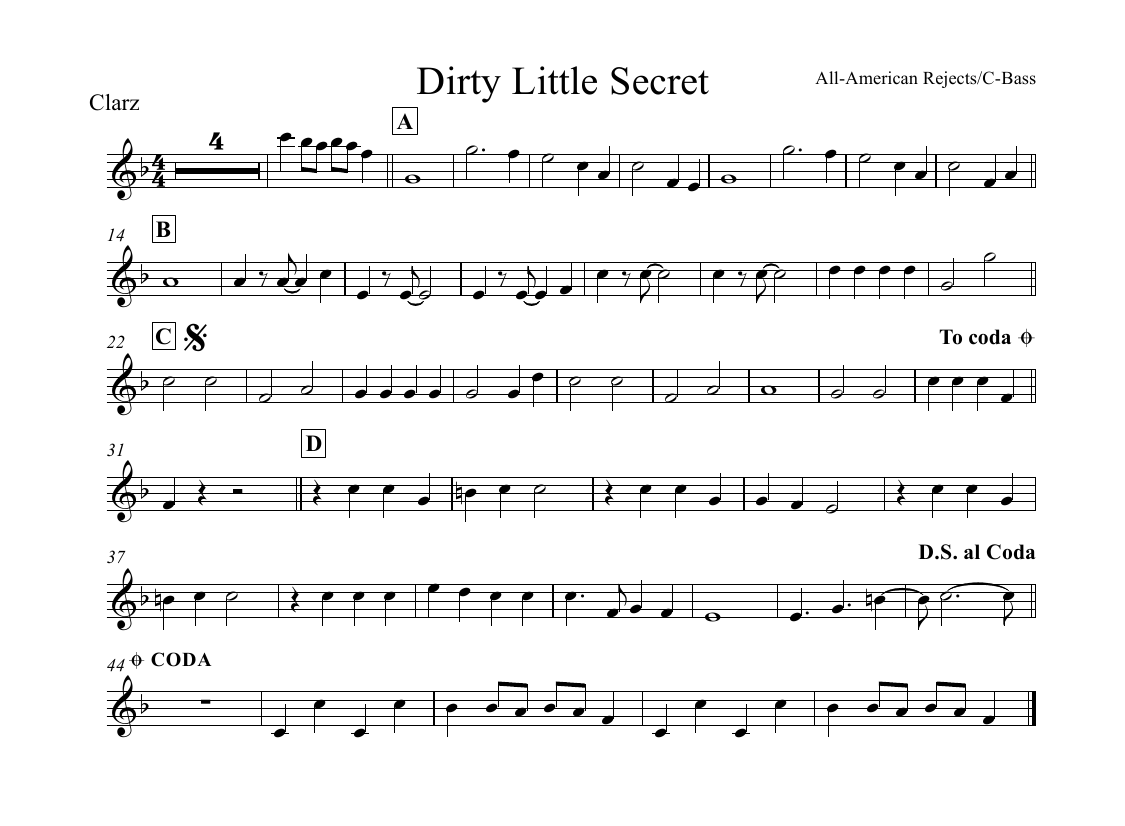 Dirty Little Secret
All-American Rejects/C-Bass
Clarz
A
4
4
4
14
B
22
C
To coda
31
D
37
D.S. al Coda
44 CODA